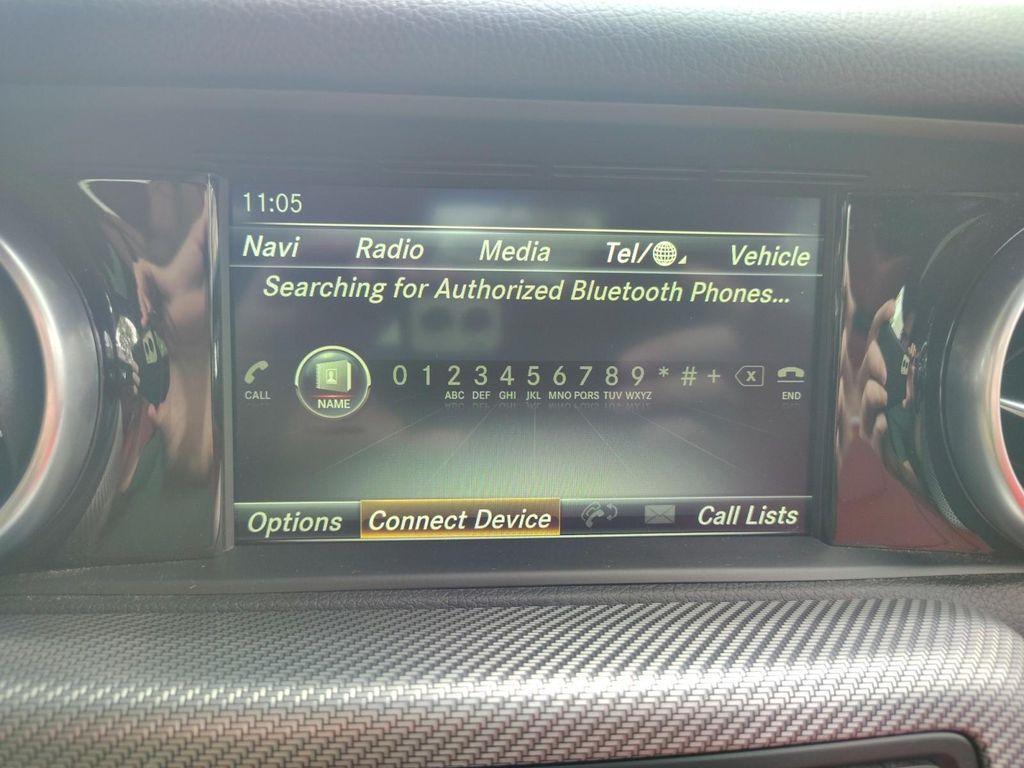 11:05
Navi Radio Media Tel/ Vehicle
Searching for Authorized Bluetooth Phones...
0 1 2 3 4 5 6 7 8 9 * # + X
CALL NAME ABC DEF GHI JKL MNO PQRS TUV WXYZ END
Options Connect Device Call Lists